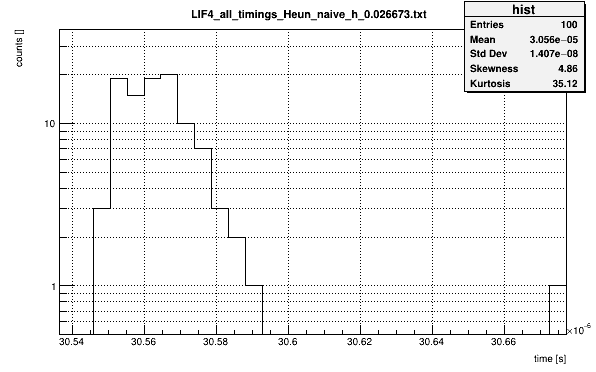 LIF4_all_timings_Heun_naive_h_0.026673.txt
hist
Entries 100
Mean 3.056e−05
Std Dev 1.407e−08
Skewness 4.86
Kurtosis 35.12
counts []
10
1
30.54 30.56 30.58 30.6 30.62 30.64 30.66
×10−6
time [s]